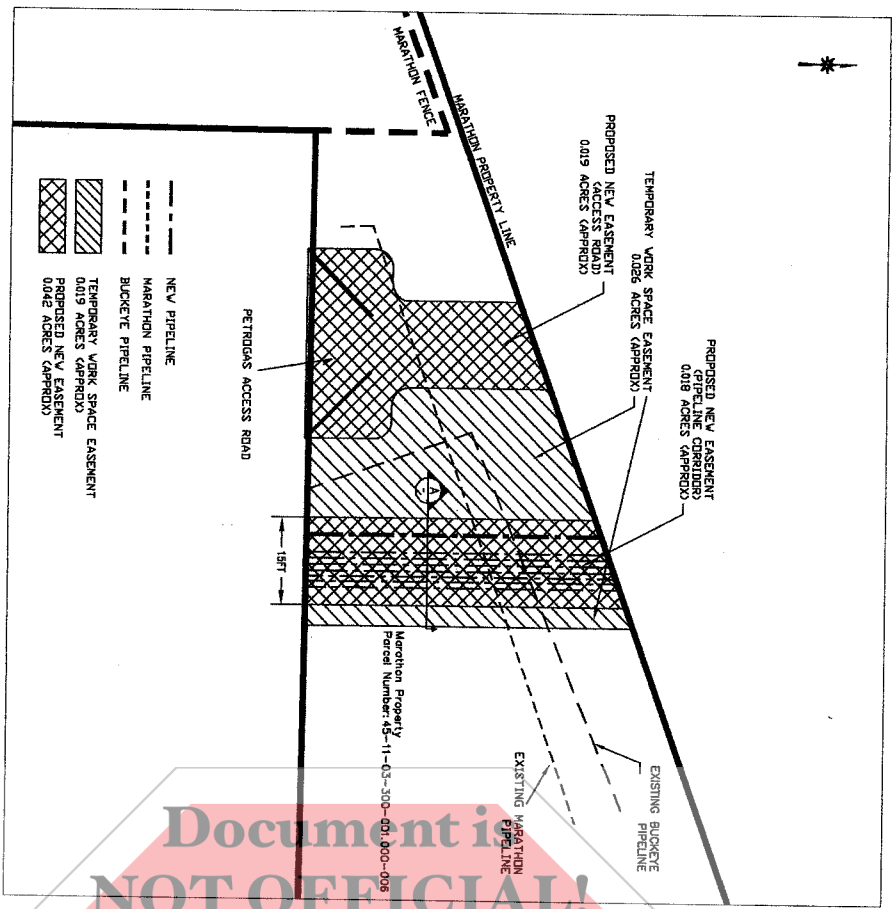 MARATHON FENCE
MARATHON PROPERTY LINE
PROPOSED NEW EASEMENT
(ACCESS ROAD)
0.019 ACRES (APPROX)
TEMPORARY WORK SPACE EASEMENT
0.026 ACRES (APPROX)
PROPOSED NEW EASEMENT
(PIPELINE CORRIDOR)
0.018 ACRES (APPROX)
PETROGAS ACCESS ROAD
A
15FT
Marathon Property
Parcel Number: 45-11-03-300-001.000-006
EXISTING MARATHON
PIPELINE
EXISTING BUCKEYE
PIPELINE
NEW PIPELINE
MARATHON PIPELINE
BUCKEYE PIPELINE
TEMPORARY WORK SPACE EASEMENT
0.019 ACRES (APPROX)
PROPOSED NEW EASEMENT
0.042 ACRES (APPROX)
Document is
NOT OFFICIAL!